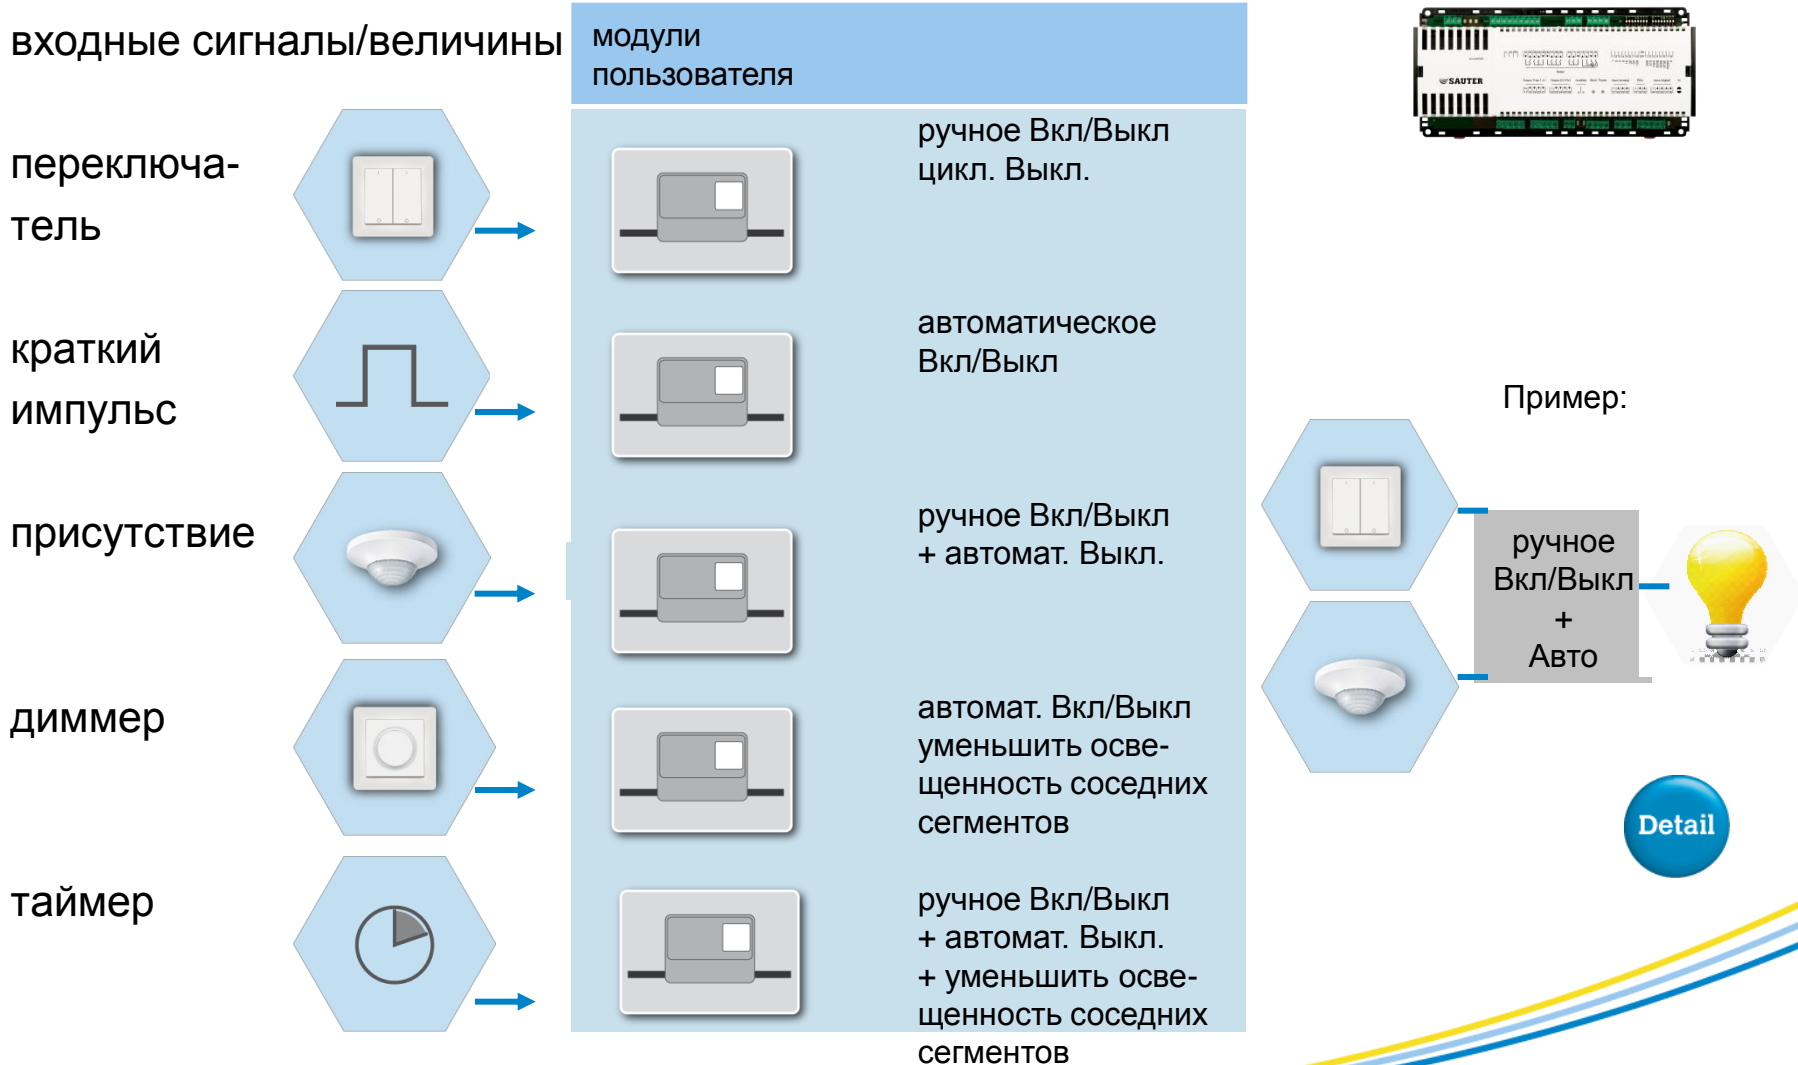 входные сигналы/величины
модули
пользователя
SAUTER
переключа-
тель
ручное Вкл/Выкл
цикл. Выкл.
краткий
импульс
автоматическое
Вкл/Выкл
присутствие
ручное Вкл/Выкл
+ автомат. Выкл.
диммер
автомат. Вкл/Выкл
уменьшить осве-
щенность соседних
сегментов
таймер
ручное Вкл/Выкл
+ автомат. Выкл.
+ уменьшить осве-
щенность соседних
сегментов
Пример:
ручное
Вкл/Выкл
+
Авто
Detail